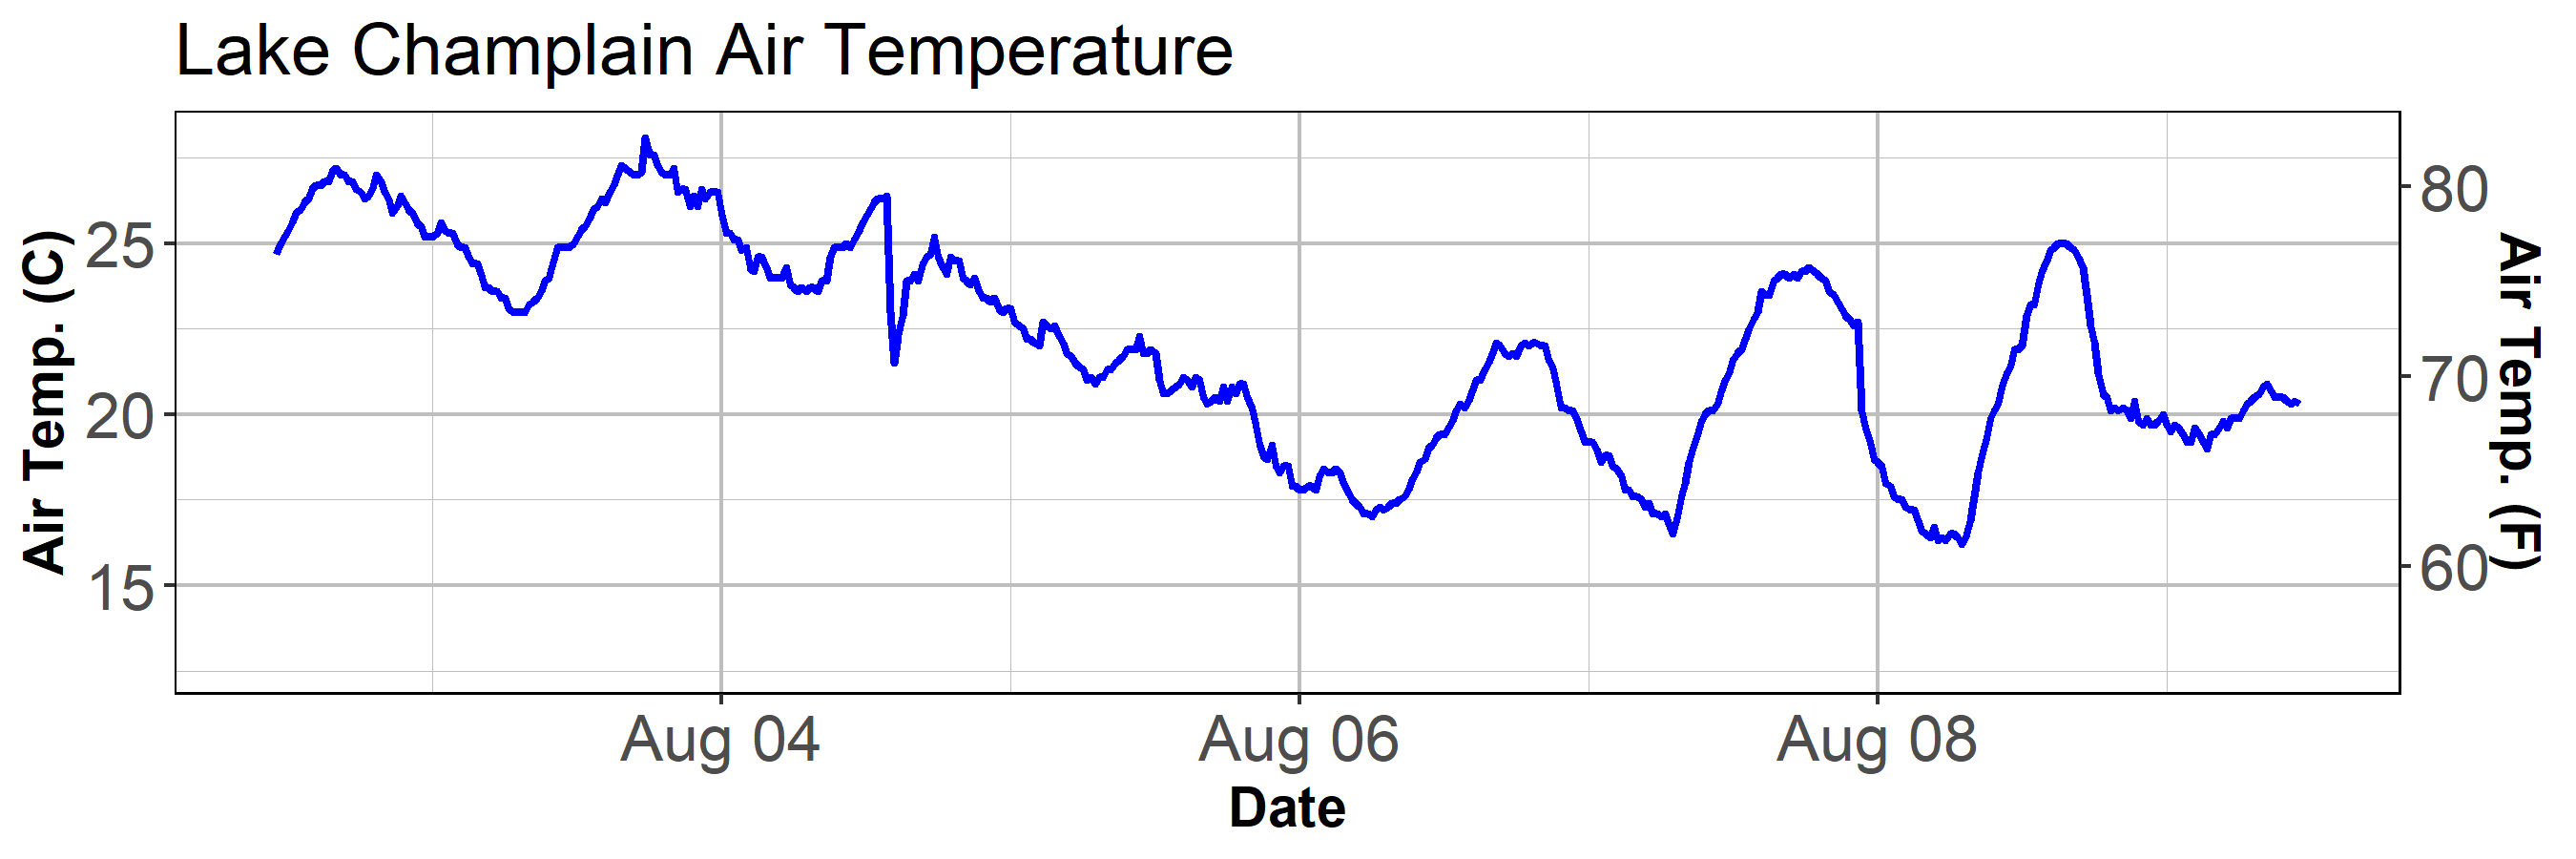 Lake Champlain Air Temperature
Air Temp. (C)
25
20
15
80
70
60
Air Temp. (F)
Aug 04 Aug 06 Aug 08
Date